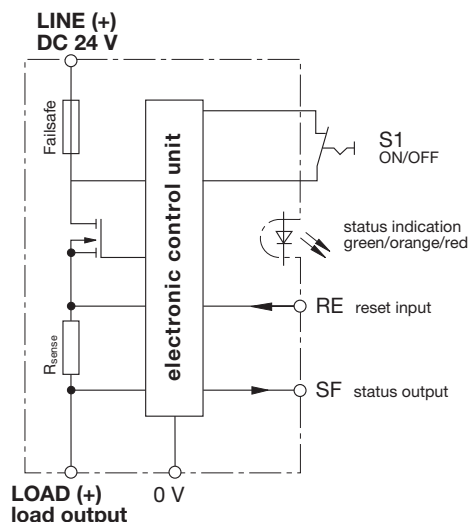 LINE (+)
DC 24 V
Failsafe
electronic control unit
S1
ON/OFF
status indication
green/orange/red
RE reset input
Rsense
SF status output
LOAD (+)
load output
0 V